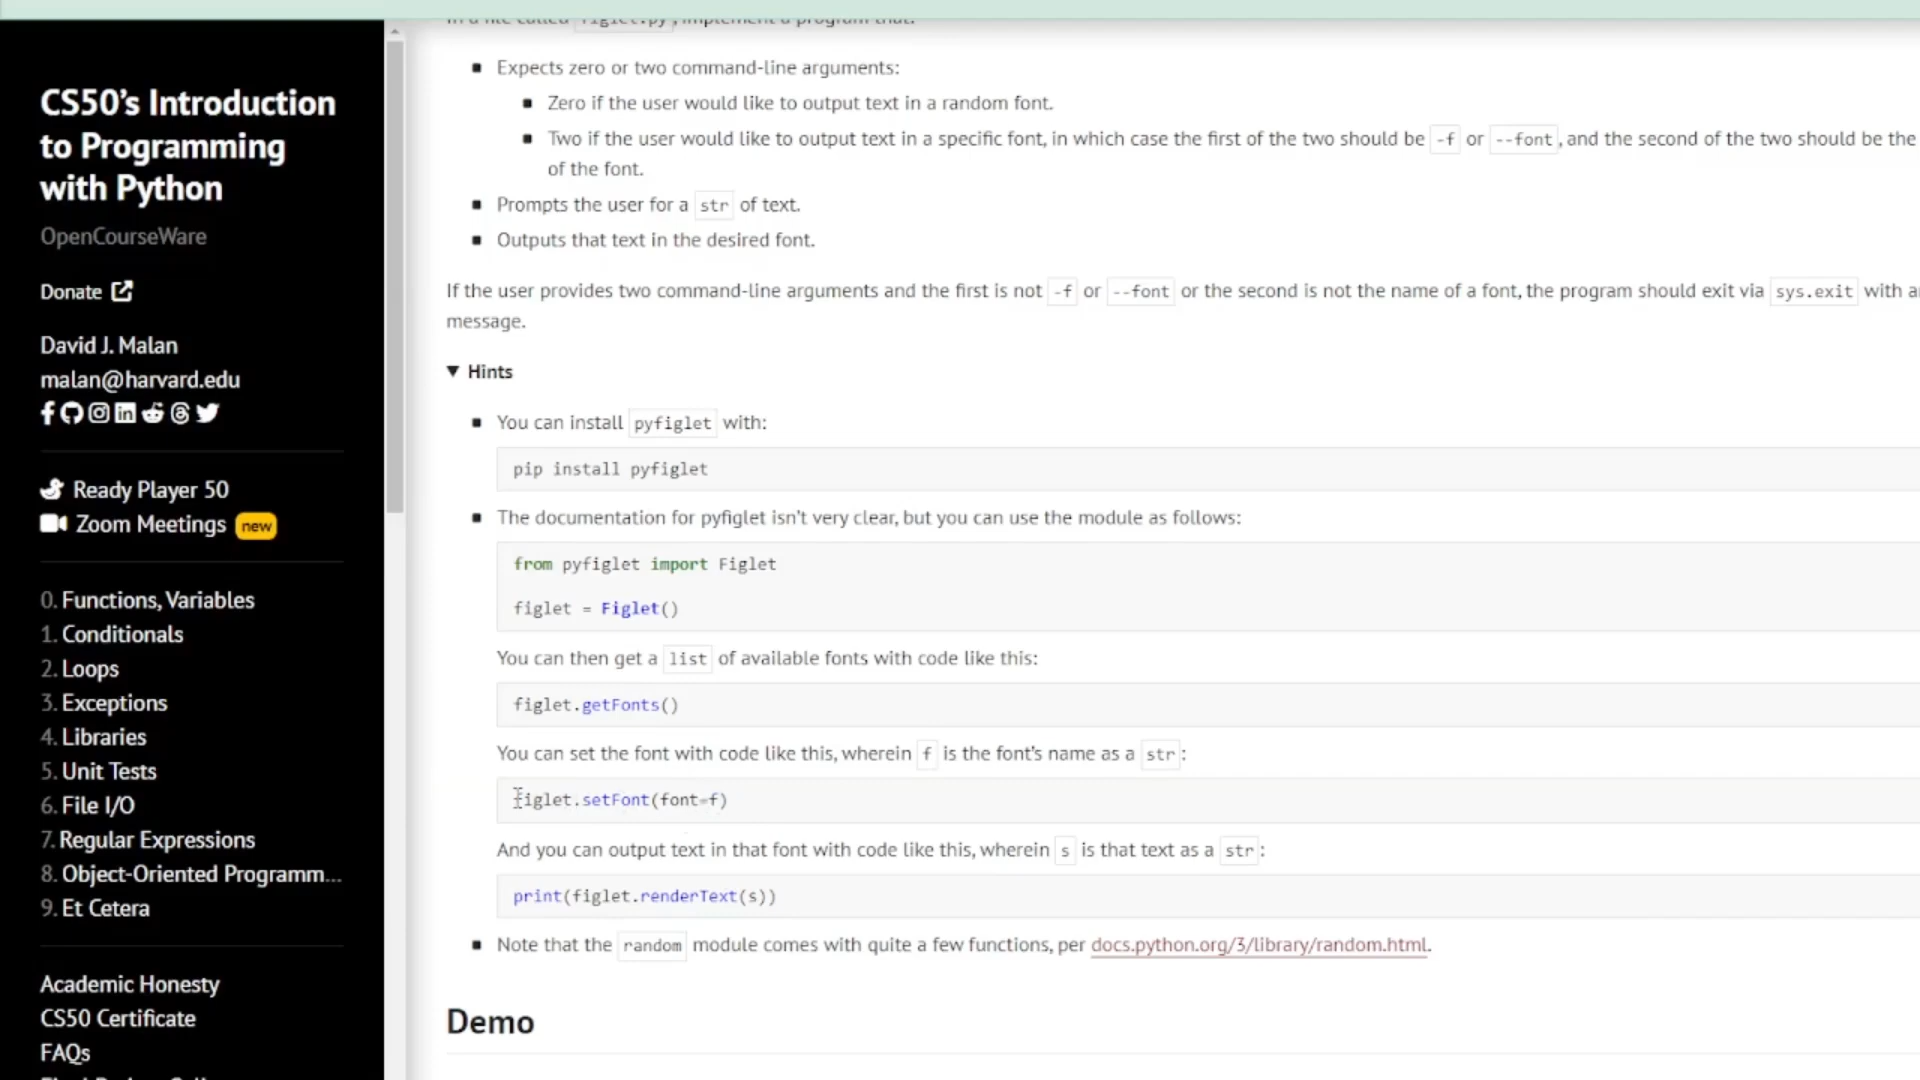 In a file called figlet.py, implement a program that:
CS50's Introduction
to Programming
with Python
OpenCourseWare
Donate
David J. Malan
malan@harvard.edu
Ready Player 50
Zoom Meetings new
0. Functions, Variables
1. Conditionals
2. Loops
3. Exceptions
4. Libraries
5. Unit Tests
6. File I/O
7. Regular Expressions
8. Object-Oriented Programm...
9. Et Cetera
Academic Honesty
CS50 Certificate
FAQs
Expects zero or two command-line arguments:
Zero if the user would like to output text in a random font.
Two if the user would like to output text in a specific font, in which case the first of the two should be -f or --font, and the second of the two should be the
of the font.
Prompts the user for a str of text.
Outputs that text in the desired font.
If the user provides two command-line arguments and the first is not -f or --font or the second is not the name of a font, the program should exit via sys.exit with an
message.
▼ Hints
You can install pyfiglet with:
pip install pyfiglet
The documentation for pyfiglet isn't very clear, but you can use the module as follows:
from pyfiglet import Figlet
figlet = Figlet()
You can then get a list of available fonts with code like this:
figlet.getFonts()
You can set the font with code like this, wherein f is the font's name as a str:
figlet.setFont(font=f)
And you can output text in that font with code like this, wherein s is that text as a str:
print(figlet.renderText(s))
Note that the random module comes with quite a few functions, per docs.python.org/3/library/random.html.
Demo